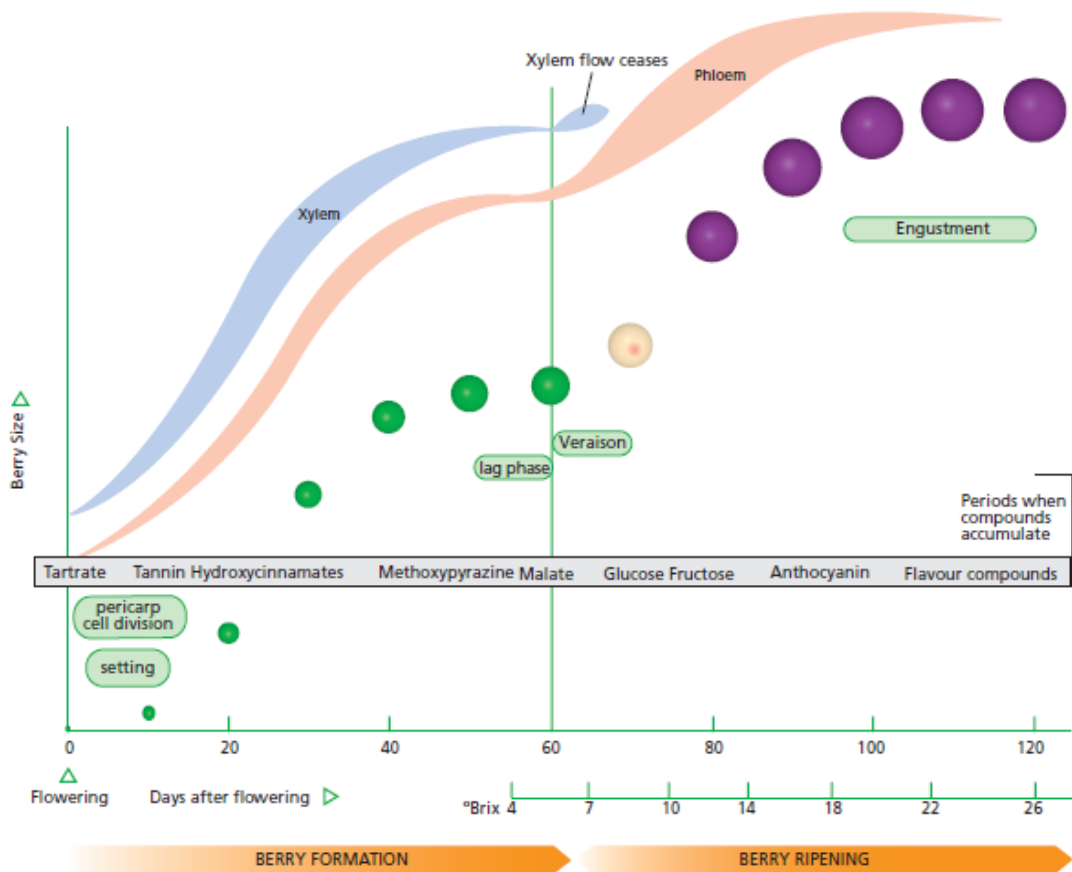 Xylem flow ceases
Phloem
Xylem
Engustment
Berry Size
Veraison
lag phase
Periods when
compounds
accumulate
Tartrate Tannin Hydroxycinnamates Methoxypyrazine Malate Glucose Fructose Anthocyanin Flavour compounds
pericarp
cell division
setting
0 20 40 60 80 100 120
Flowering Days after flowering
°Brix 4 7 10 14 18 22 26
BERRY FORMATION BERRY RIPENING